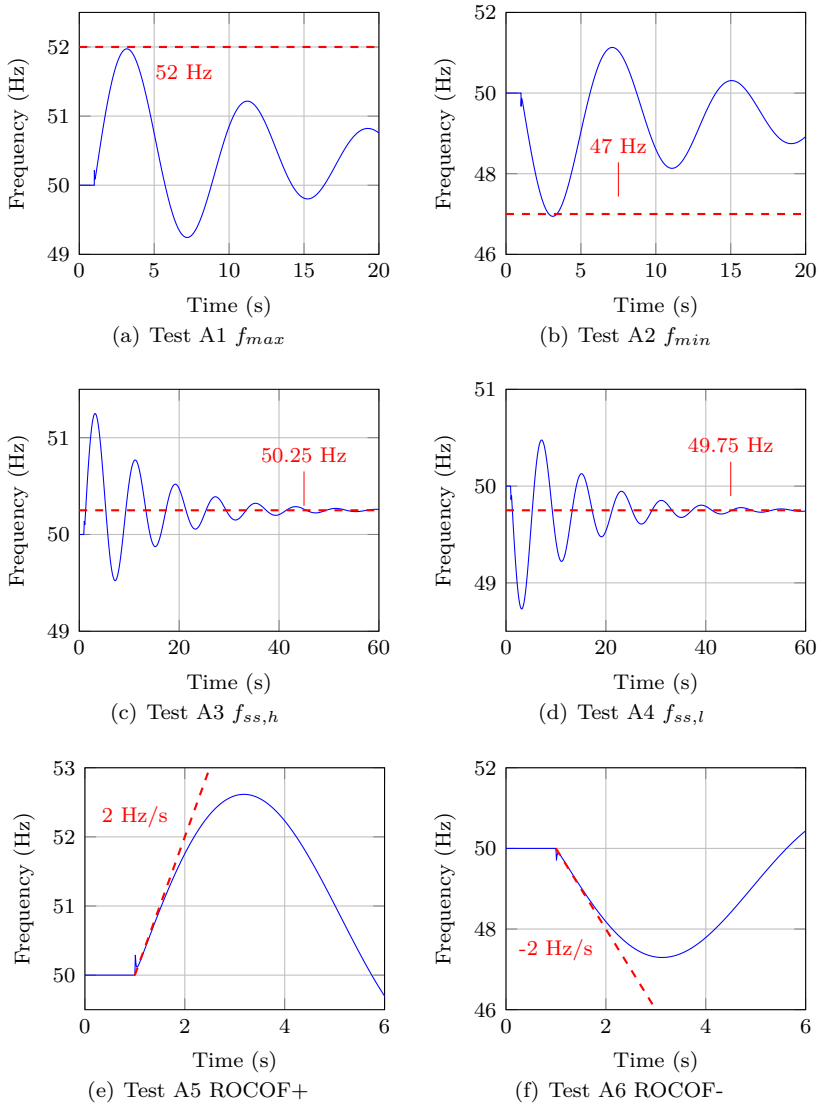 52
51
50
49
Frequency (Hz)
52 Hz
0
5
10
15
20
Time (s)
(a) Test A1 fmax
52
50
48
46
Frequency (Hz)
47 Hz
0
5
10
15
20
Time (s)
(b) Test A2 fmin
51
50
49
Frequency (Hz)
50.25 Hz
0
20
40
60
Time (s)
(c) Test A3 fss,h
51
50
49
Frequency (Hz)
49.75 Hz
0
20
40
60
Time (s)
(d) Test A4 fss,l
53
52
51
50
Frequency (Hz)
2 Hz/s
0
2
4
6
Time (s)
(e) Test A5 ROCOF+
52
50
48
46
Frequency (Hz)
-2 Hz/s
0
2
4
6
Time (s)
(f) Test A6 ROCOF-